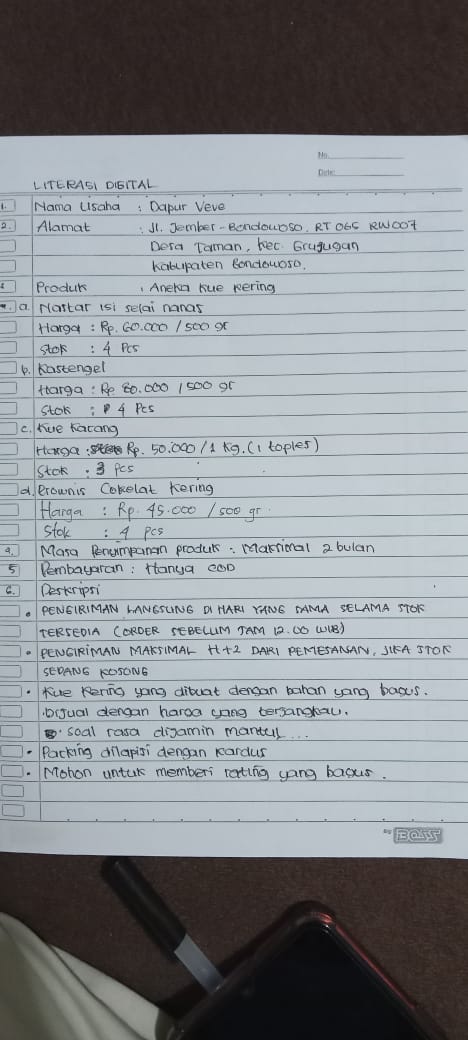 No.
Date:
LITERASI DIGITAL
1. Nama Usaha : Dapur Veve
2. Alamat : Jl. Jember - Bondowoso, RT 06 RW 007
Desa Taman, Kec. Grujugan
Kabupaten Bondowoso.
Produk : Aneka Kue Kering
a. Nastar isi selai nanas
Harga : Rp. 60.000 / 500 gr
Stok : 4 Pcs
b. Kastengel
Harga : Rp 80.000 / 500 gr
Stok : 4 Pcs
c. Kue Karang
Harga : Rp. 50.000 / 1 Kg. (1 toples)
Stok : 3 pcs
d. Brownis Cokelat Kering
Harga : Rp. 45.000 / 500 gr
Stok : 4 pcs
4. Masa Penyimpanan produk : Maksimal 2 bulan
5 Pembayaran : Hanya COD
6. Deskripsi
• PENGIRIMAN LANGSUNG DI HARI YANG SAMA SELAMA STOK
TERSEDIA (ORDER SEBELUM JAM 12.00 WIB)
• PENGIRIMAN MAKSIMAL H+2 DARI PEMESANAN, JIKA STOK
SEDANG KOSONG
• Kue Kering yang dibuat dengan bahan yang bagus.
• Dijual dengan harga yang terjangkau.
• Soal rasa dijamin mantul...
• Packing dilapisi dengan kardus
• Mohon untuk memberi rating yang bagus.
by BOSS